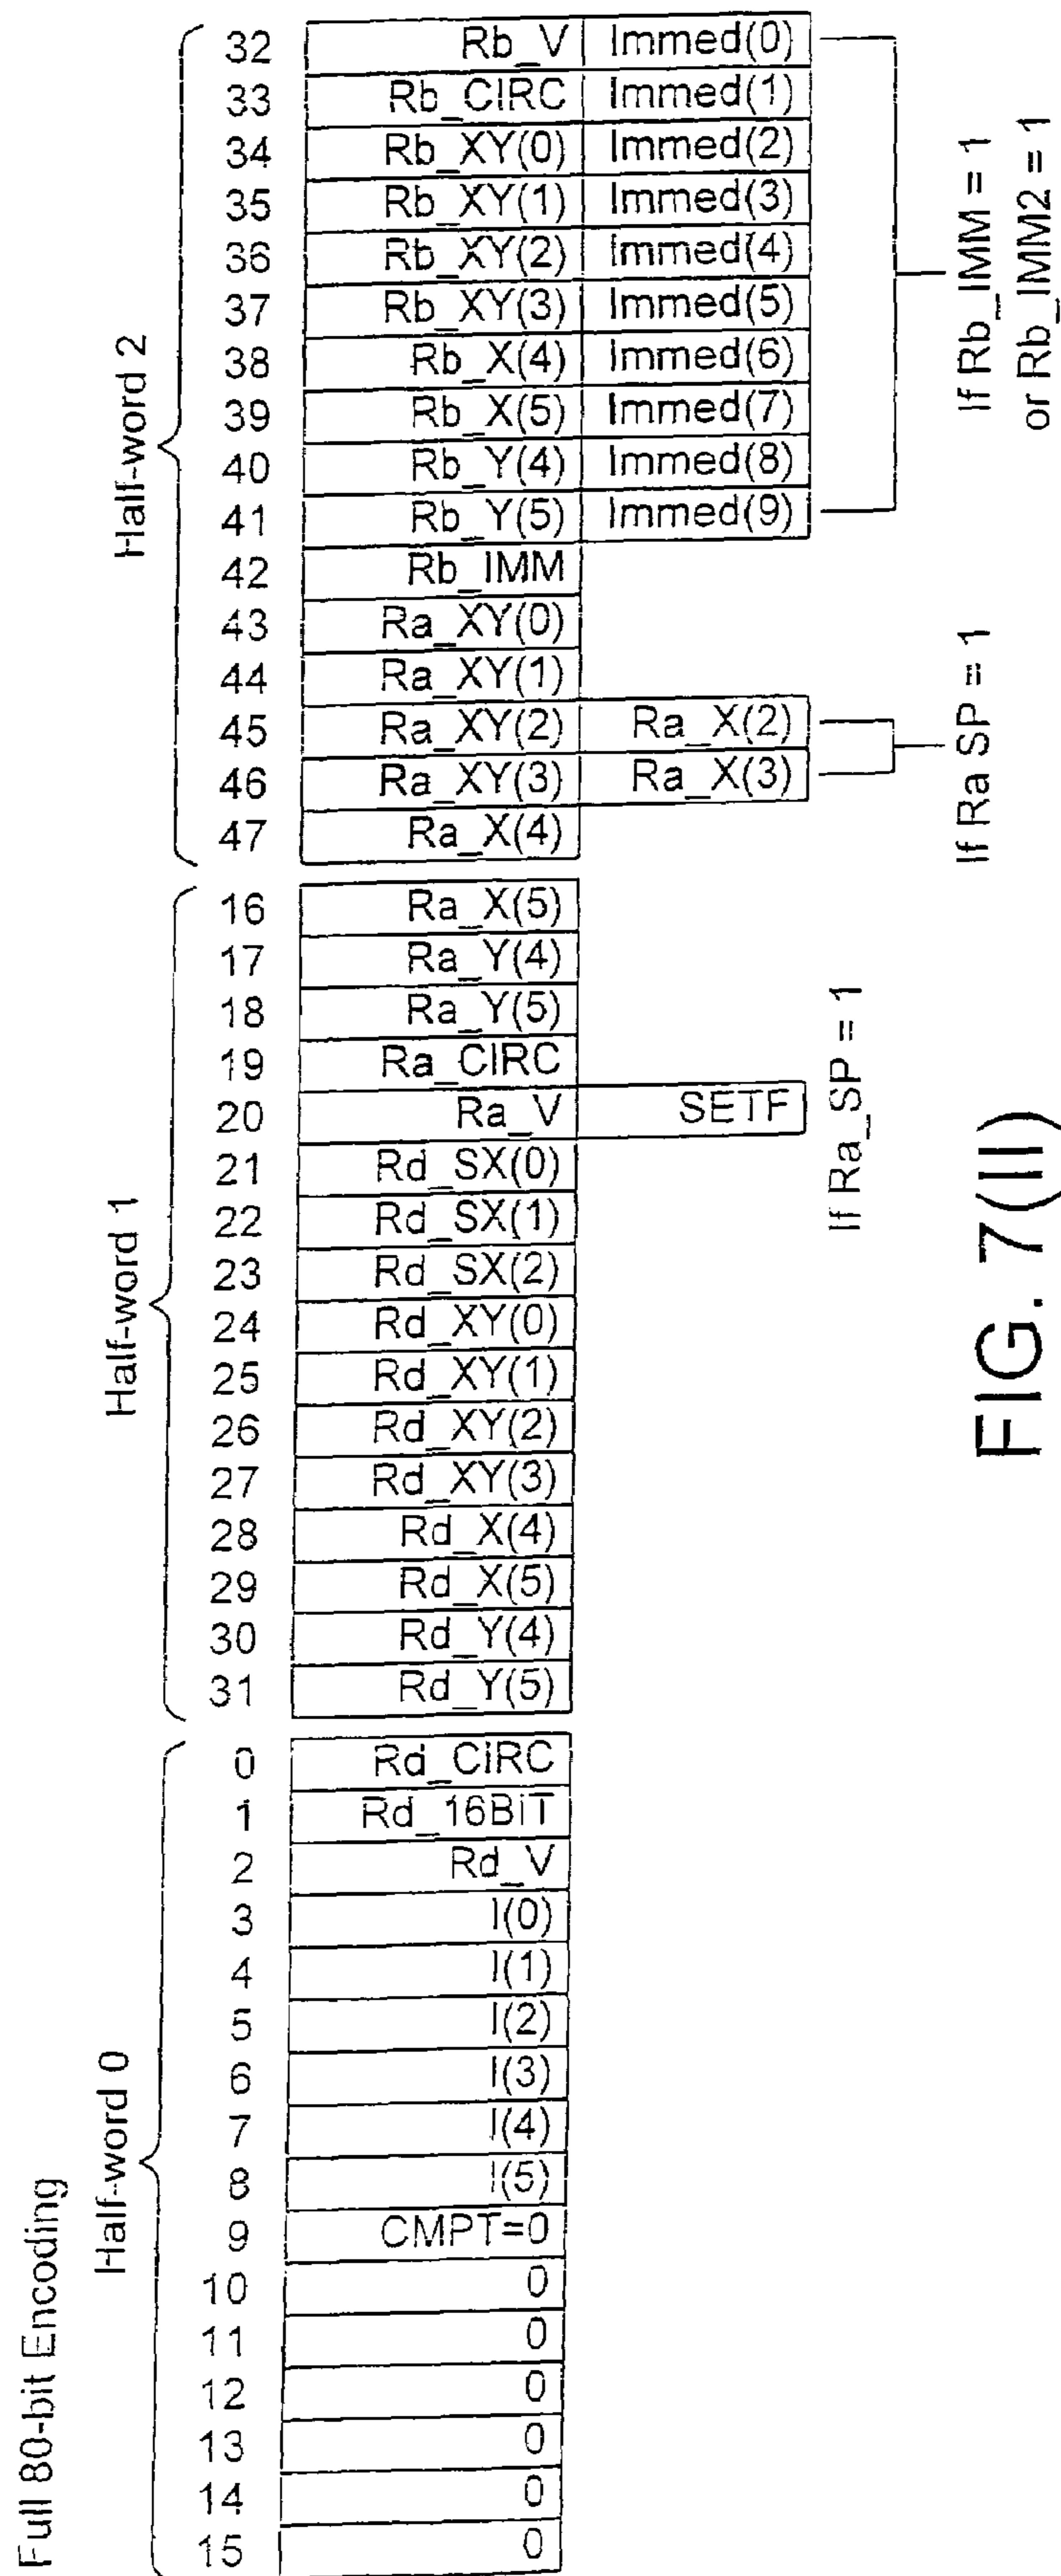 Full 80-bit Encoding
Half-word 2
32 Rb_V Immed(0)
33 Rb_CIRC Immed(1)
34 Rb_XY(0) Immed(2)
35 Rb_XY(1) Immed(3)
36 Rb_XY(2) Immed(4)
37 Rb_XY(3) Immed(5)
38 Rb_X(4) Immed(6)
39 Rb_X(5) Immed(7)
40 Rb_Y(4) Immed(8)
41 Rb_Y(5) Immed(9)
If Rb_IMM = 1
or Rb_IMM2 = 1
42 Rb_IMM
43 Ra_XY(0)
44 Ra_XY(1)
45 Ra_XY(2) Ra_X(2)
46 Ra_XY(3) Ra_X(3)
If Ra SP = 1
47 Ra_X(4)
Half-word 1
16 Ra_X(5)
17 Ra_Y(4)
18 Ra_Y(5)
19 Ra_CIRC
20 Ra_V SETF
If Ra_SP = 1
21 Rd_SX(0)
22 Rd_SX(1)
23 Rd_SX(2)
24 Rd_XY(0)
25 Rd_XY(1)
26 Rd_XY(2)
27 Rd_XY(3)
28 Rd_X(4)
29 Rd_X(5)
30 Rd_Y(4)
31 Rd_Y(5)
Half-word 0
0 Rd_CIRC
1 Rd_16BIT
2 Rd_V
3 I(0)
4 I(1)
5 I(2)
6 I(3)
7 I(4)
8 I(5)
9 CMPT=0
10 0
11 0
12 0
13 0
14 0
15 0
FIG. 7(II)